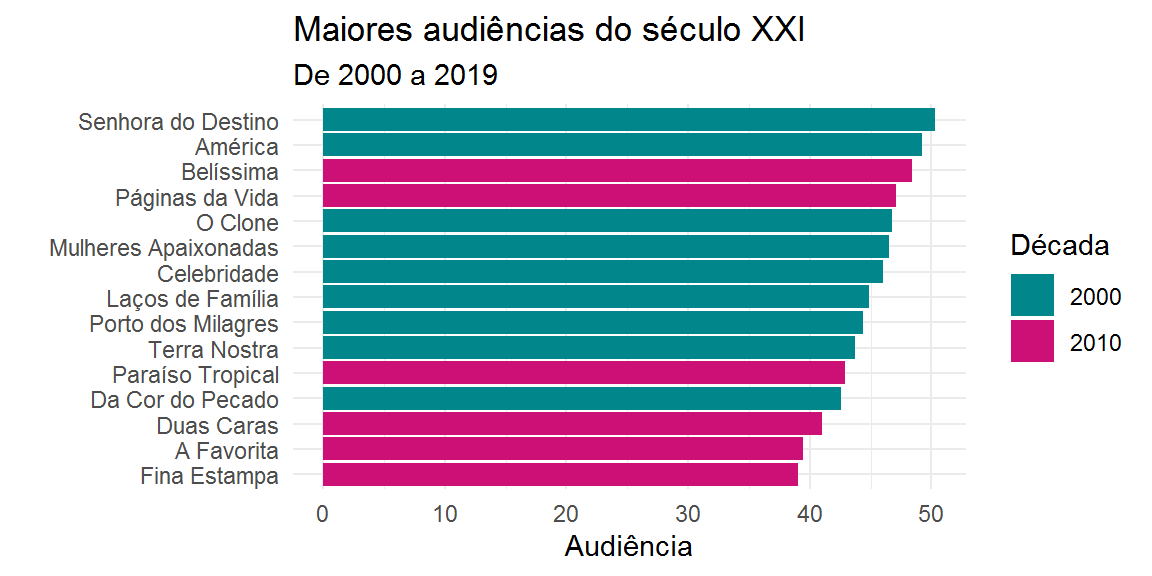 Maiores audiências do século XXI
De 2000 a 2019
Senhora do Destino
América
Belíssima
Páginas da Vida
O Clone
Mulheres Apaixonadas
Celebridade
Laços de Família
Porto dos Milagres
Terra Nostra
Paraíso Tropical
Da Cor do Pecado
Duas Caras
A Favorita
Fina Estampa
0 10 20 30 40 50
Audiência
Década
2000
2010